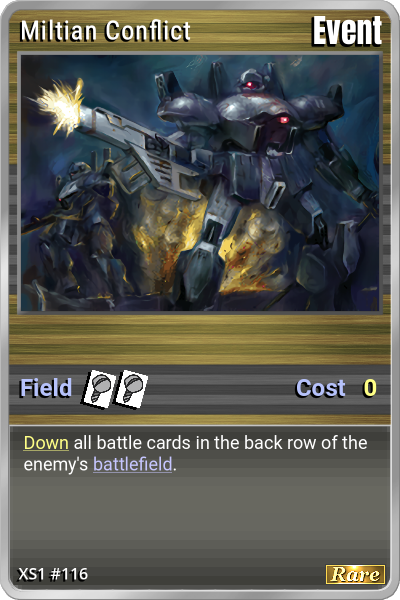 Miltian Conflict Event
Field Cost 0
Down all battle cards in the back row of the
enemy's battlefield.
XS1 #116 Rare